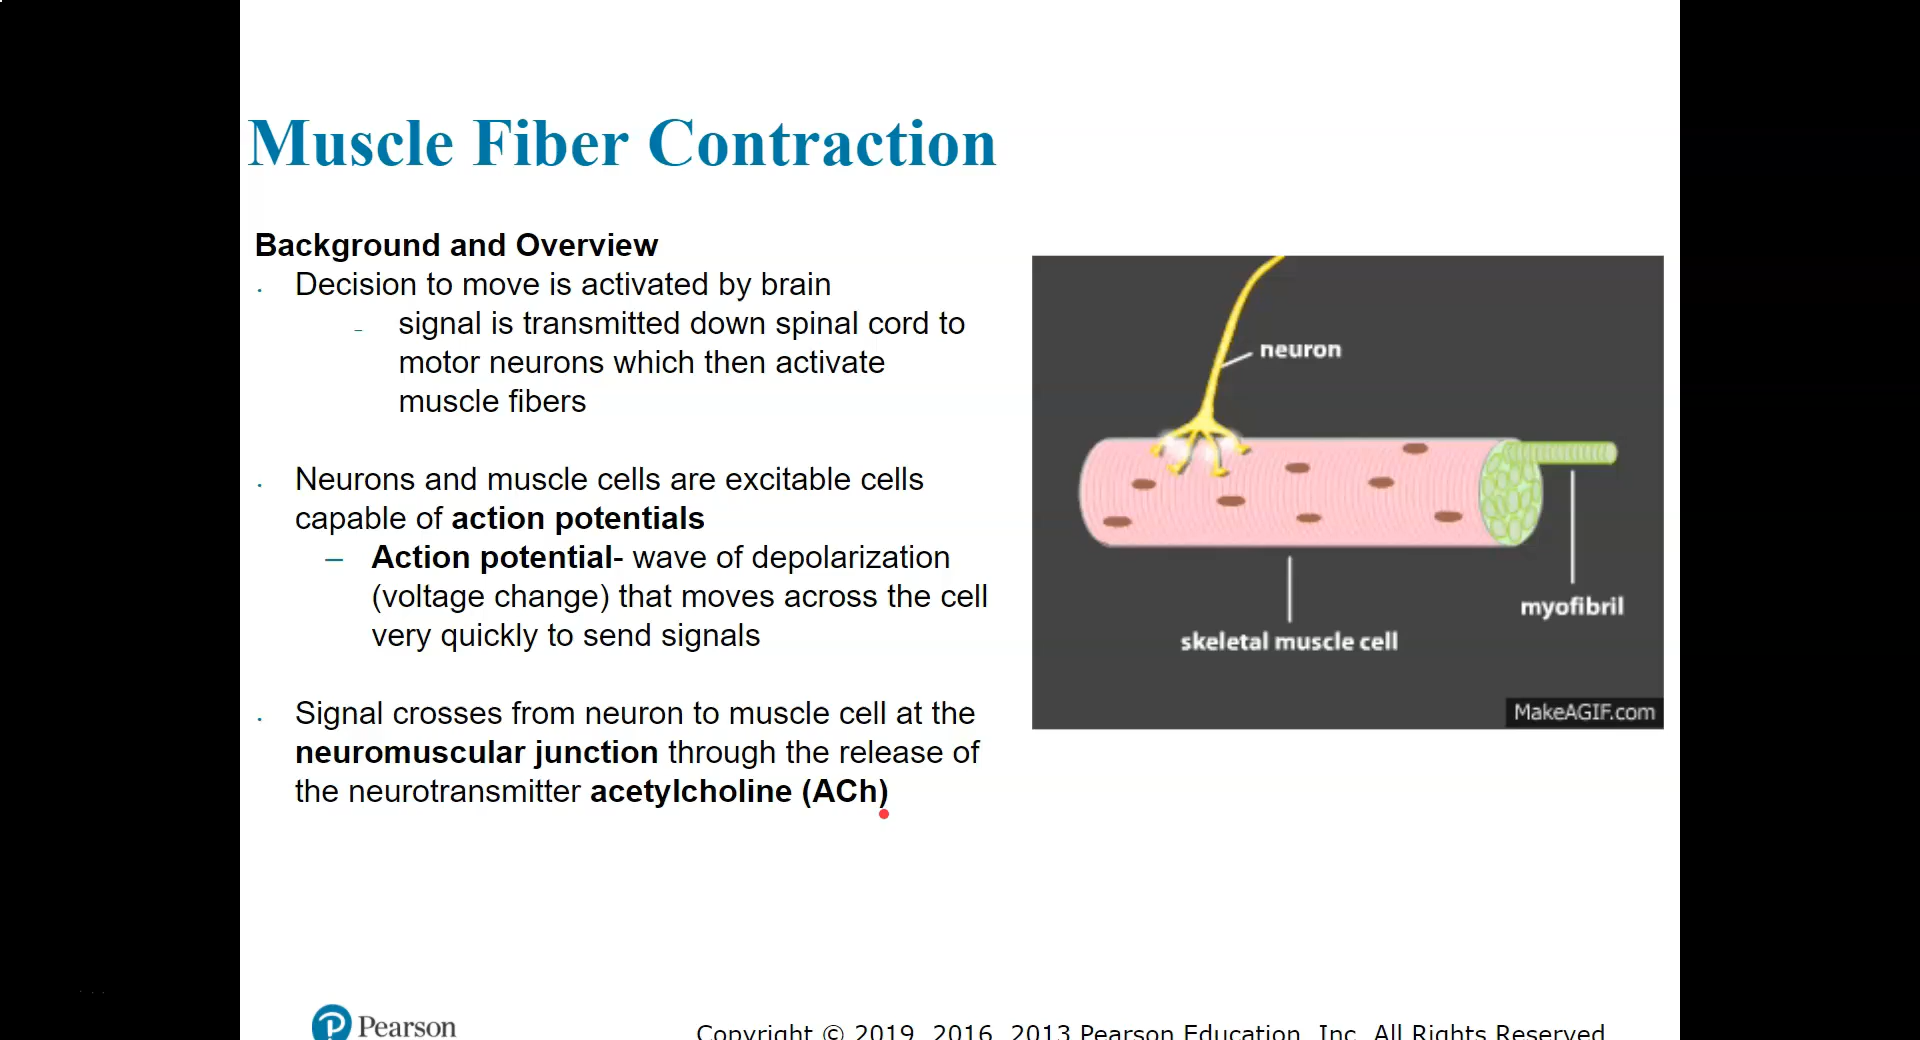 Muscle Fiber Contraction
Background and Overview
. Decision to move is activated by brain
– signal is transmitted down spinal cord to
motor neurons which then activate
muscle fibers
. Neurons and muscle cells are excitable cells
capable of action potentials
– Action potential- wave of depolarization
(voltage change) that moves across the cell
very quickly to send signals
. Signal crosses from neuron to muscle cell at the
neuromuscular junction through the release of
the neurotransmitter acetylcholine (ACh)
neuron
myofibril
skeletal muscle cell
MakeAGIF.com
P Pearson
Copyright © 2019, 2016, 2013 Pearson Education, Inc. All Rights Reserved